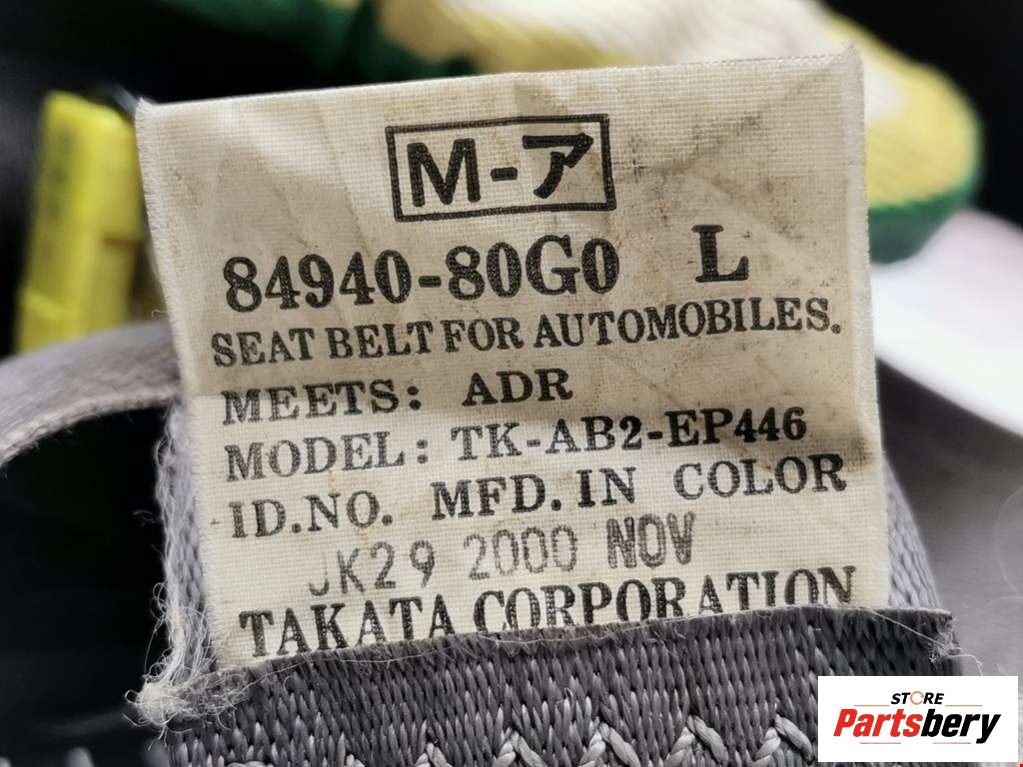 M-ア
84940-80G0 L
SEAT BELT FOR AUTOMOBILES.
MEETS: ADR
MODEL: TK-AB2-EP446
ID.NO. MFD. IN COLOR
JK29 2000 NOV
TAKATA CORPORATION
STORE
Partsbery